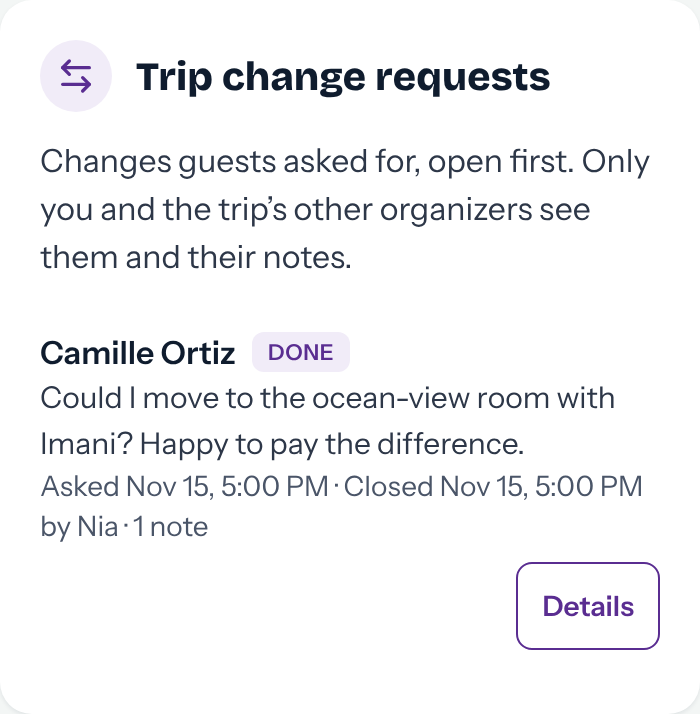 Trip change requests
Changes guests asked for, open first. Only
you and the trip’s other organizers see
them and their notes.
Camille Ortiz DONE
Could I move to the ocean-view room with
Imani? Happy to pay the difference.
Asked Nov 15, 5:00 PM · Closed Nov 15, 5:00 PM
by Nia · 1 note
Details